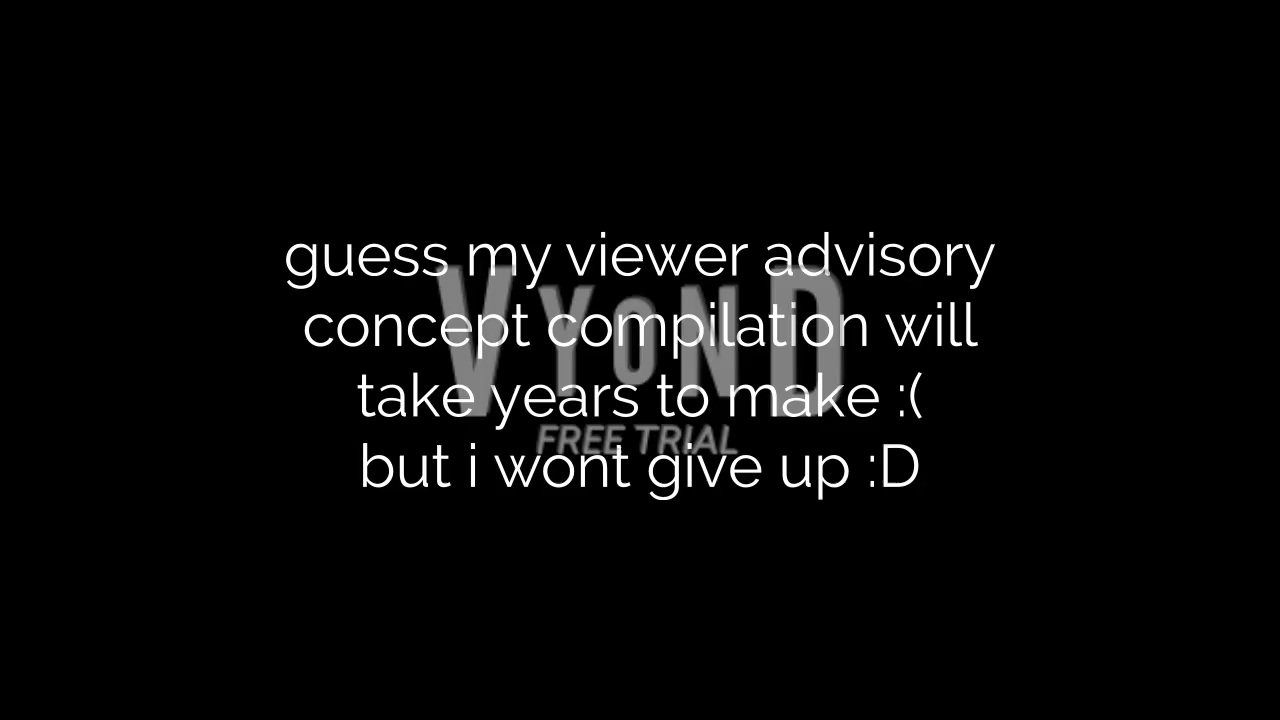 guess my viewer advisory
concept compilation will
take years to make :(
but i wont give up :D
VYOND
FREE TRIAL